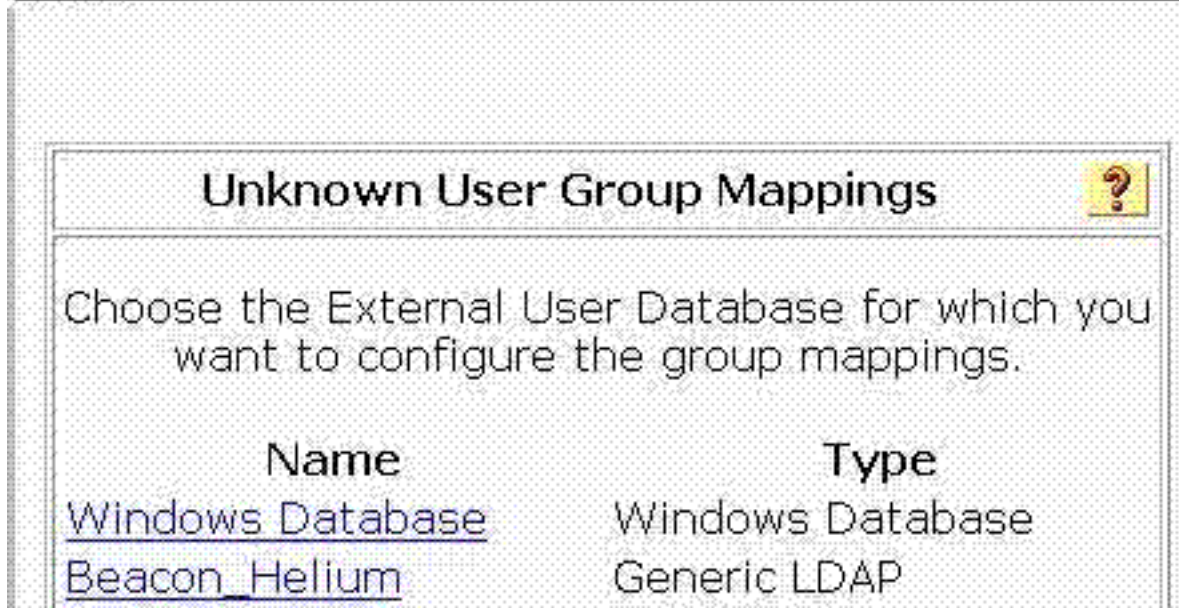 Unknown User Group Mappings ?
Choose the External User Database for which you
want to configure the group mappings.
Name Type
Windows Database Windows Database
Beacon_Helium Generic LDAP